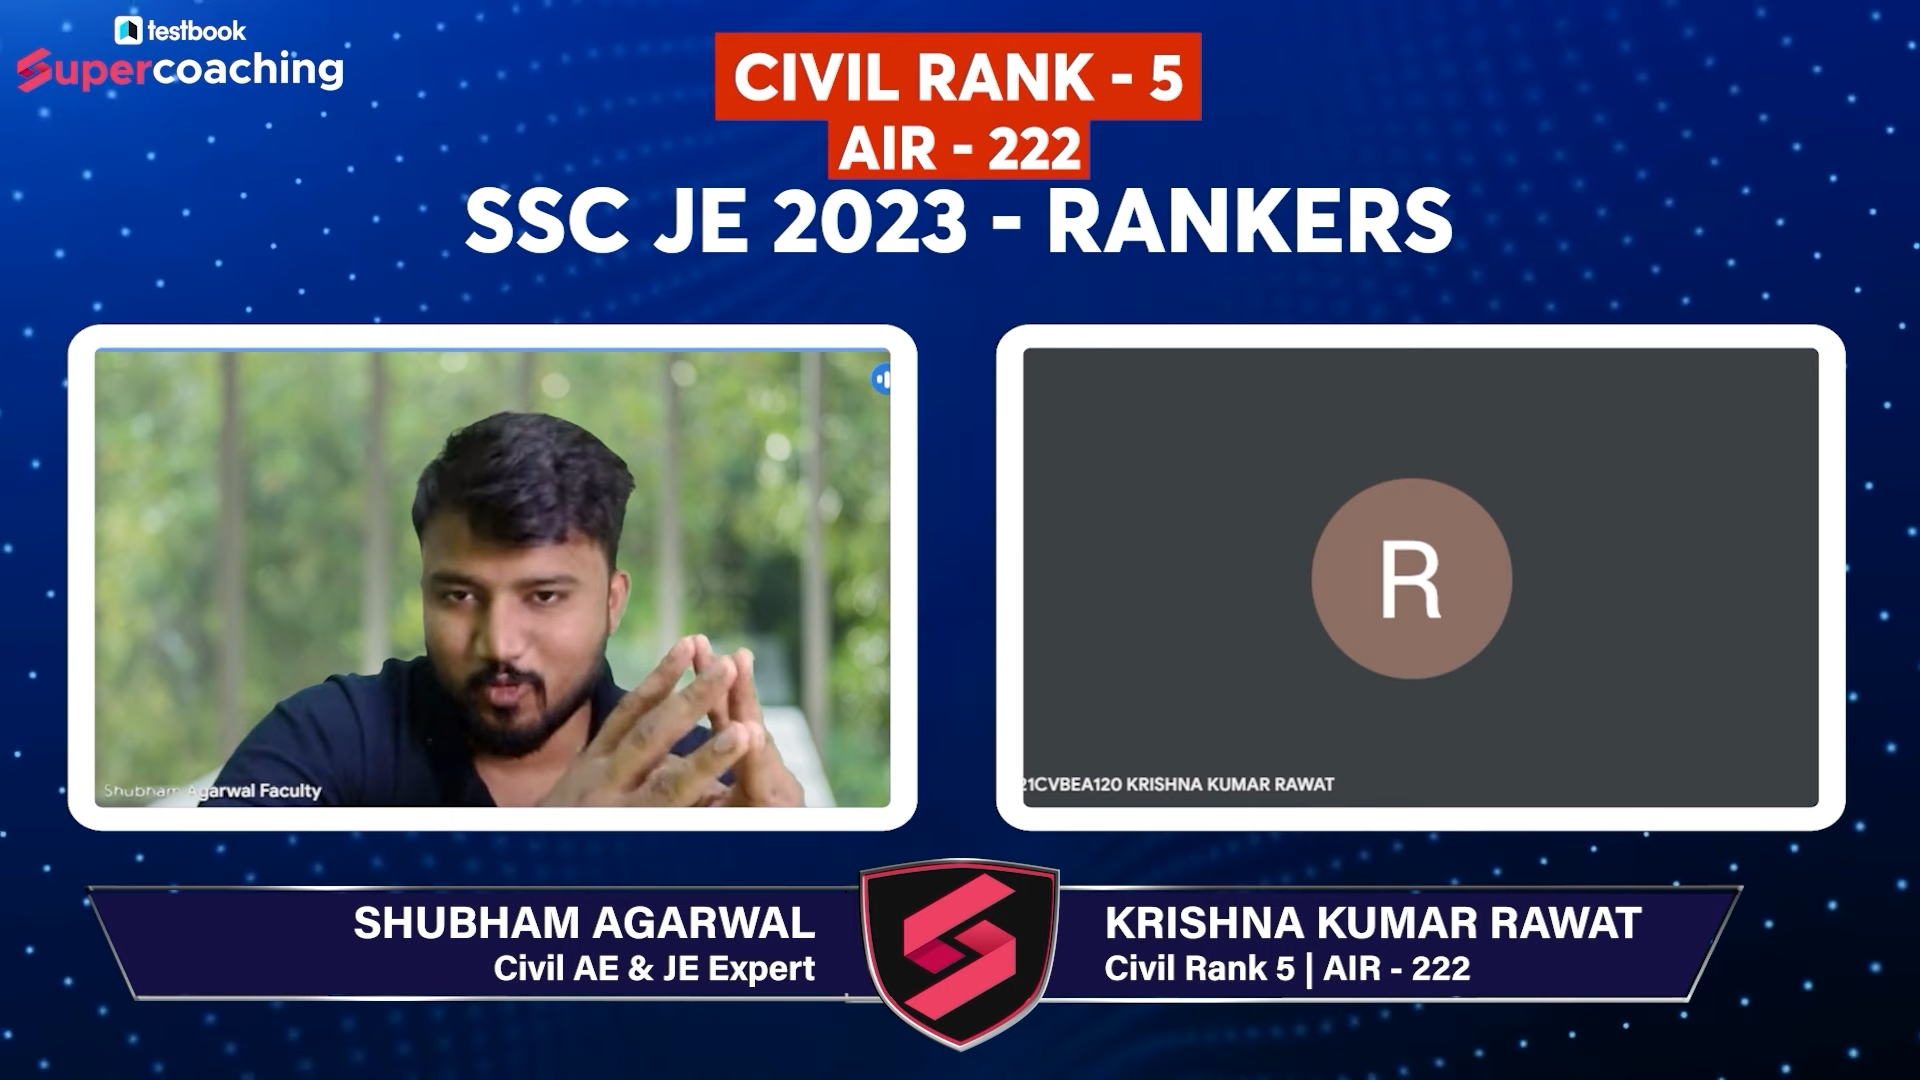 testbook
Supercoaching
CIVIL RANK - 5
AIR - 222
SSC JE 2023 - RANKERS
Shubham Agarwal Faculty
R
21CVBEA120 KRISHNA KUMAR RAWAT
SHUBHAM AGARWAL
Civil AE & JE Expert
KRISHNA KUMAR RAWAT
Civil Rank 5 | AIR - 222